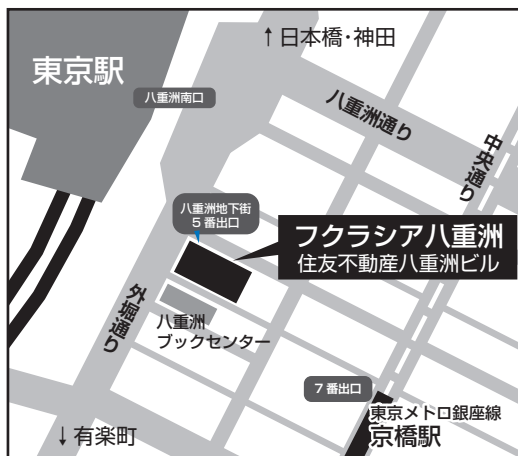 ↑日本橋・神田
東京駅
八重洲南口
八重洲通り
中央通り
八重洲地下街
5番出口
フクラシア八重洲
住友不動産八重洲ビル
外堀通り
八重洲
ブックセンター
7番出口
東京メトロ銀座線
京橋駅
↓有楽町